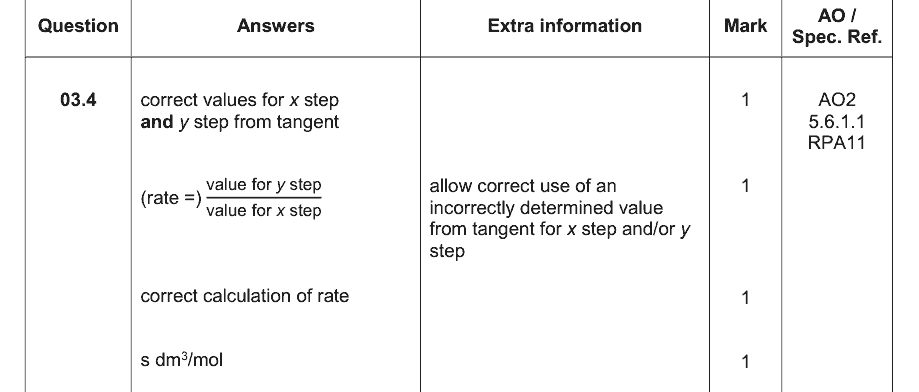 Question Answers Extra information Mark AO /
Spec. Ref.
03.4 correct values for x step 1 AO2
and y step from tangent 5.6.1.1
RPA11
(rate =) value for y step allow correct use of an 1
value for x step incorrectly determined value
from tangent for x step and/or y
step
correct calculation of rate 1
s dm³/mol 1